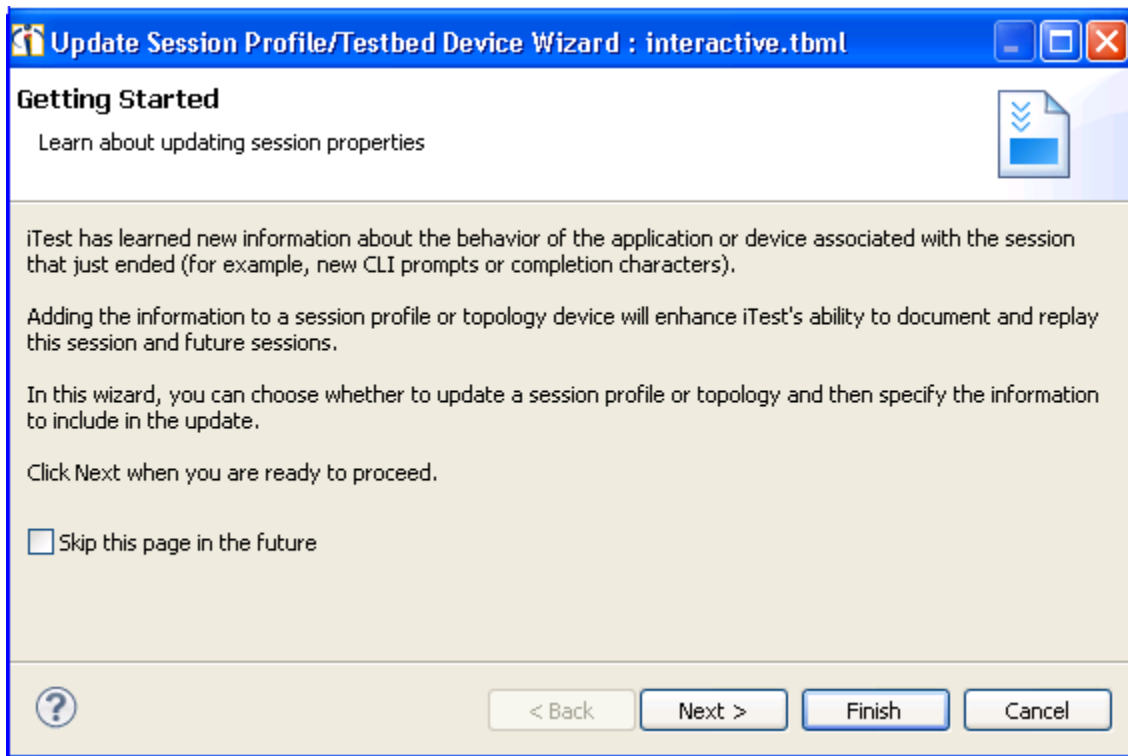 Update Session Profile/Testbed Device Wizard : interactive.tbml
Getting Started
Learn about updating session properties
iTest has learned new information about the behavior of the application or device associated with the session
that just ended (for example, new CLI prompts or completion characters).
Adding the information to a session profile or topology device will enhance iTest's ability to document and replay
this session and future sessions.
In this wizard, you can choose whether to update a session profile or topology and then specify the information
to include in the update.
Click Next when you are ready to proceed.
Skip this page in the future
?
< Back
Next >
Finish
Cancel